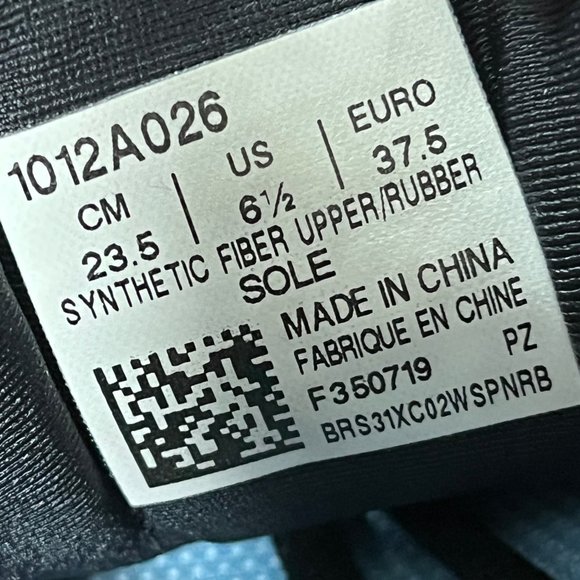 1012A026
CM | US | EURO
23.5 | 6½ | 37.5
SYNTHETIC FIBER UPPER/RUBBER
SOLE
MADE IN CHINA
FABRIQUE EN CHINE
F350719 PZ
BRS31XC02WSPNRB